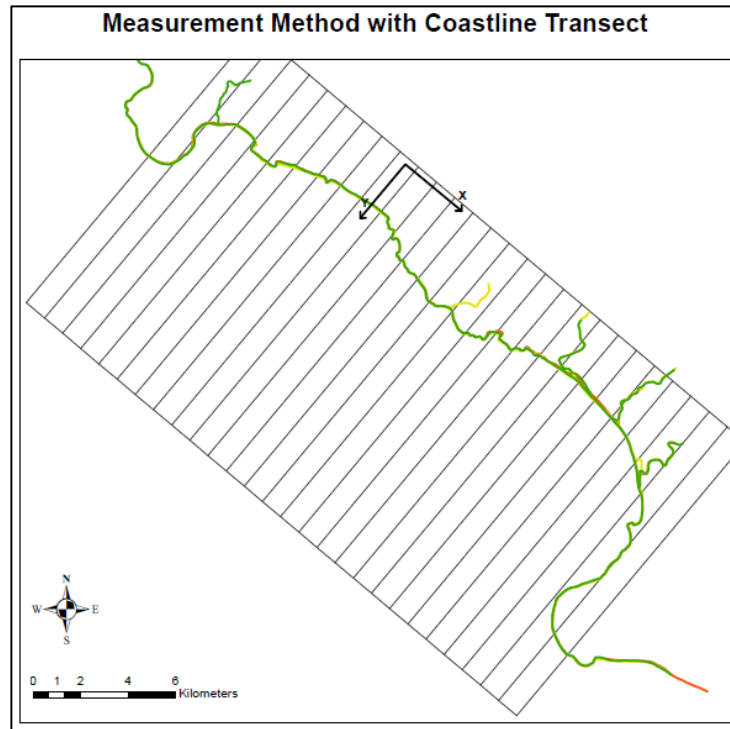 Measurement Method with Coastline Transect
X
Y
N
W E
S
0 1 2 4 6
Kilometers